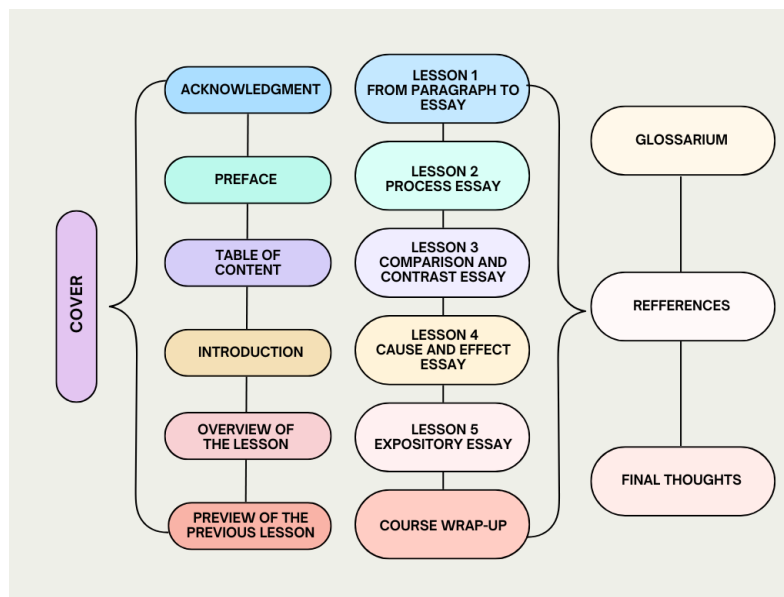 COVER
ACKNOWLEDGMENT
PREFACE
TABLE OF
CONTENT
INTRODUCTION
OVERVIEW OF
THE LESSON
PREVIEW OF THE
PREVIOUS LESSON
LESSON 1
FROM PARAGRAPH TO
ESSAY
LESSON 2
PROCESS ESSAY
LESSON 3
COMPARISON AND
CONTRAST ESSAY
LESSON 4
CAUSE AND EFFECT
ESSAY
LESSON 5
EXPOSITORY ESSAY
COURSE WRAP-UP
GLOSSARIUM
REFFERENCES
FINAL THOUGHTS